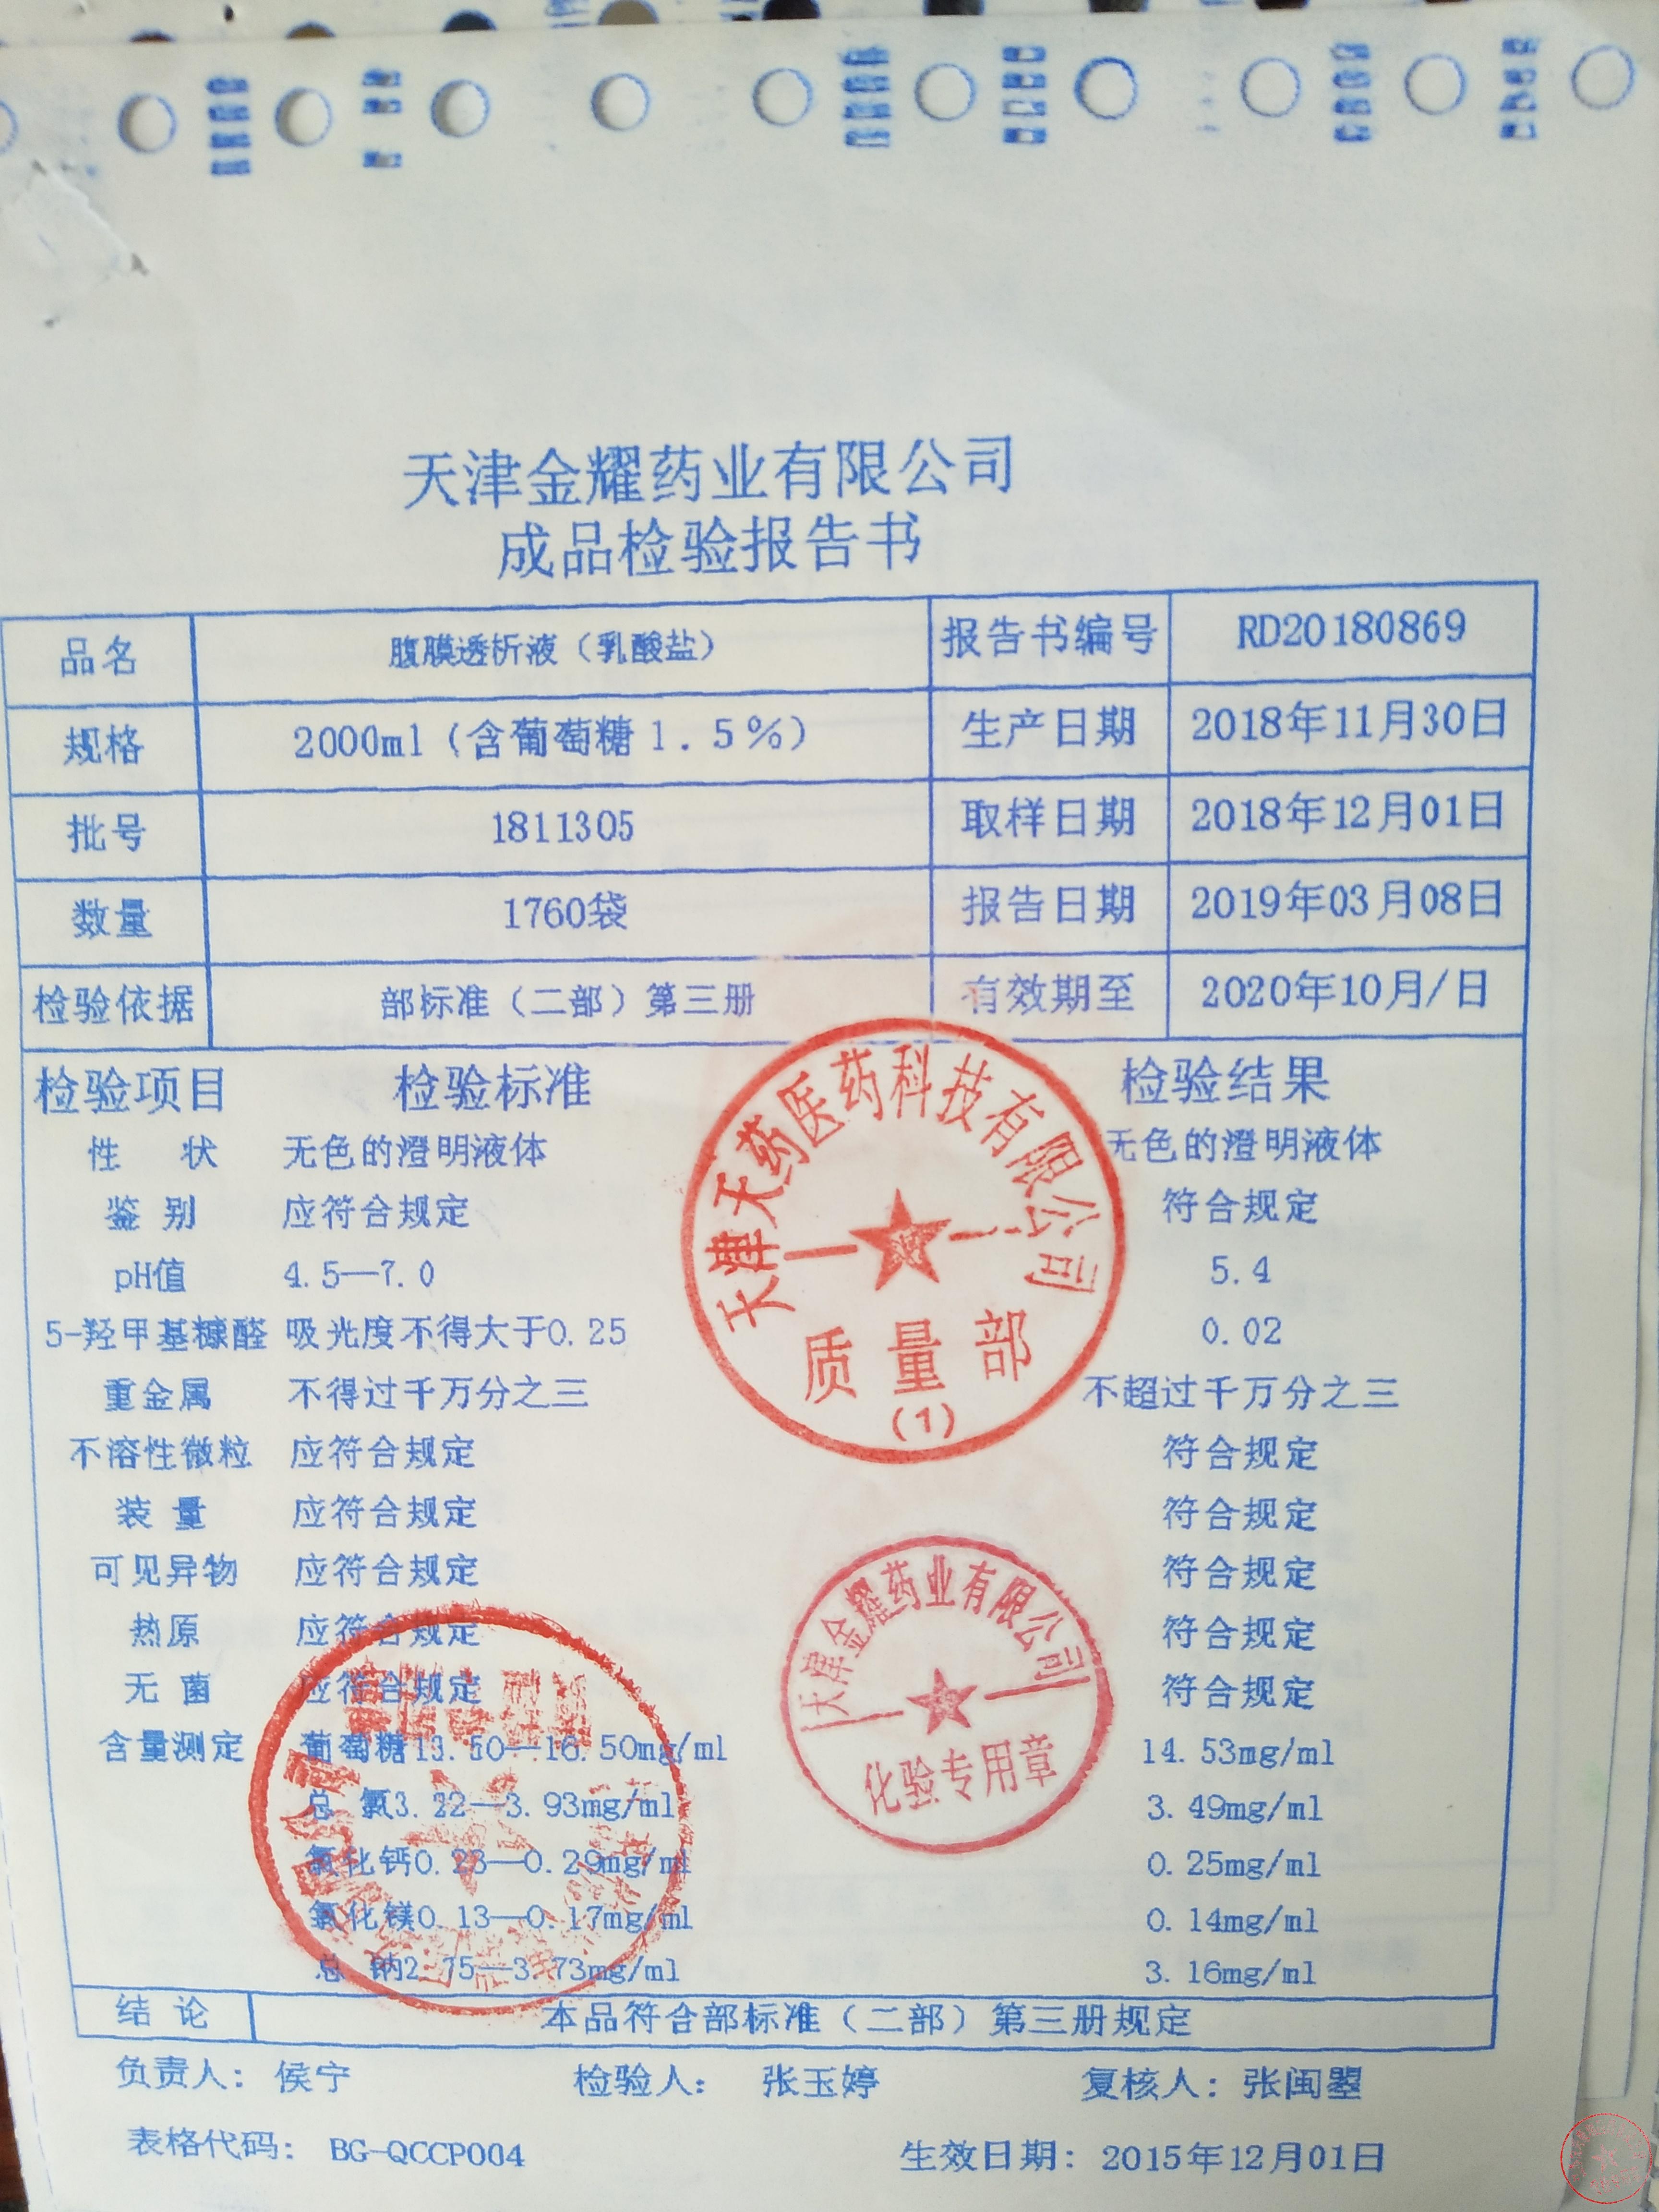 天津金耀药业有限公司
成品检验报告书
品名 腹膜透析液（乳酸盐） 报告书编号 RD20180869
规格 2000ml（含葡萄糖1.5%） 生产日期 2018年11月30日
批号 1811305 取样日期 2018年12月01日
数量 1760袋 报告日期 2019年03月08日
检验依据 部标准（二部）第三册 有效期至 2020年10月/日
检验项目 检验标准 检验结果
性 状 无色的澄明液体 无色的澄明液体
鉴 别 应符合规定 符合规定
pH值 4.5—7.0 5.4
5-羟甲基糠醛 吸光度不得大于0.25 0.02
重金属 不得过千万分之三 不超过千万分之三
不溶性微粒 应符合规定 符合规定
装 量 应符合规定 符合规定
可见异物 应符合规定 符合规定
热原 应符合规定 符合规定
无 菌 应符合规定 符合规定
含量测定 葡萄糖13.50—16.50mg/ml 14.53mg/ml
总 氯3.22—3.93mg/ml 3.49mg/ml
氯化钙0.23—0.29mg/ml 0.25mg/ml
氯化镁0.13—0.17mg/ml 0.14mg/ml
总 钠2.75—3.73mg/ml 3.16mg/ml
结 论 本品符合部标准（二部）第三册规定
负责人：侯宁 检验人： 张玉婷 复核人：张闽曌
表格代码： BG-QCCP004 生效日期：2015年12月01日
天津天药医药科技有限公司
质量部
(1)
天津金耀药业有限公司
化验专用章